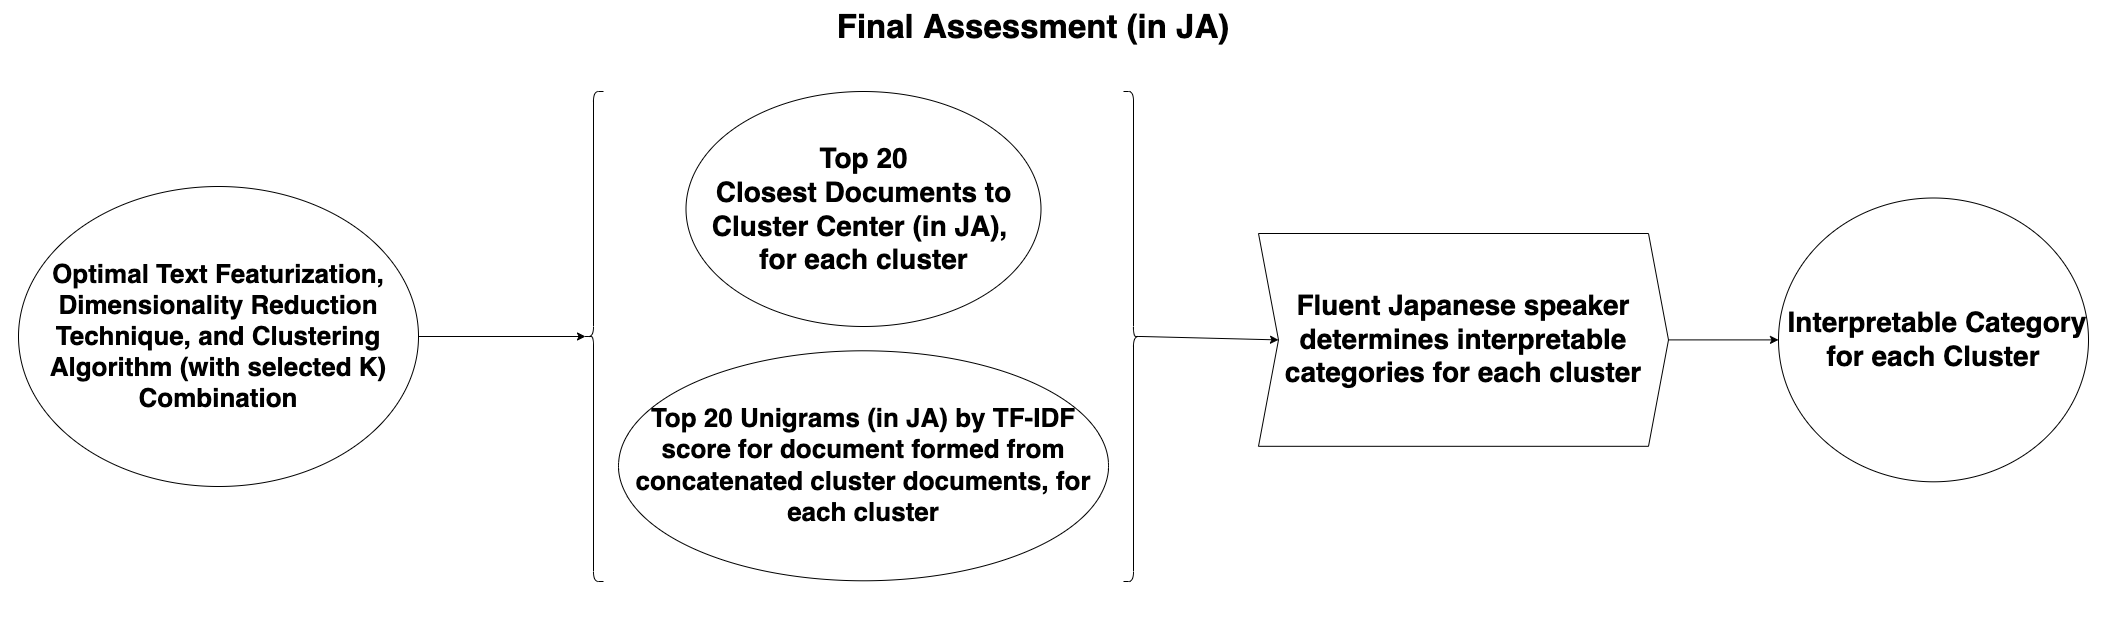 Final Assessment (in JA)
Optimal Text Featurization,
Dimensionality Reduction
Technique, and Clustering
Algorithm (with selected K)
Combination
Top 20
Closest Documents to
Cluster Center (in JA),
for each cluster
Top 20 Unigrams (in JA) by TF-IDF
score for document formed from
concatenated cluster documents, for
each cluster
Fluent Japanese speaker
determines interpretable
categories for each cluster
Interpretable Category
for each Cluster